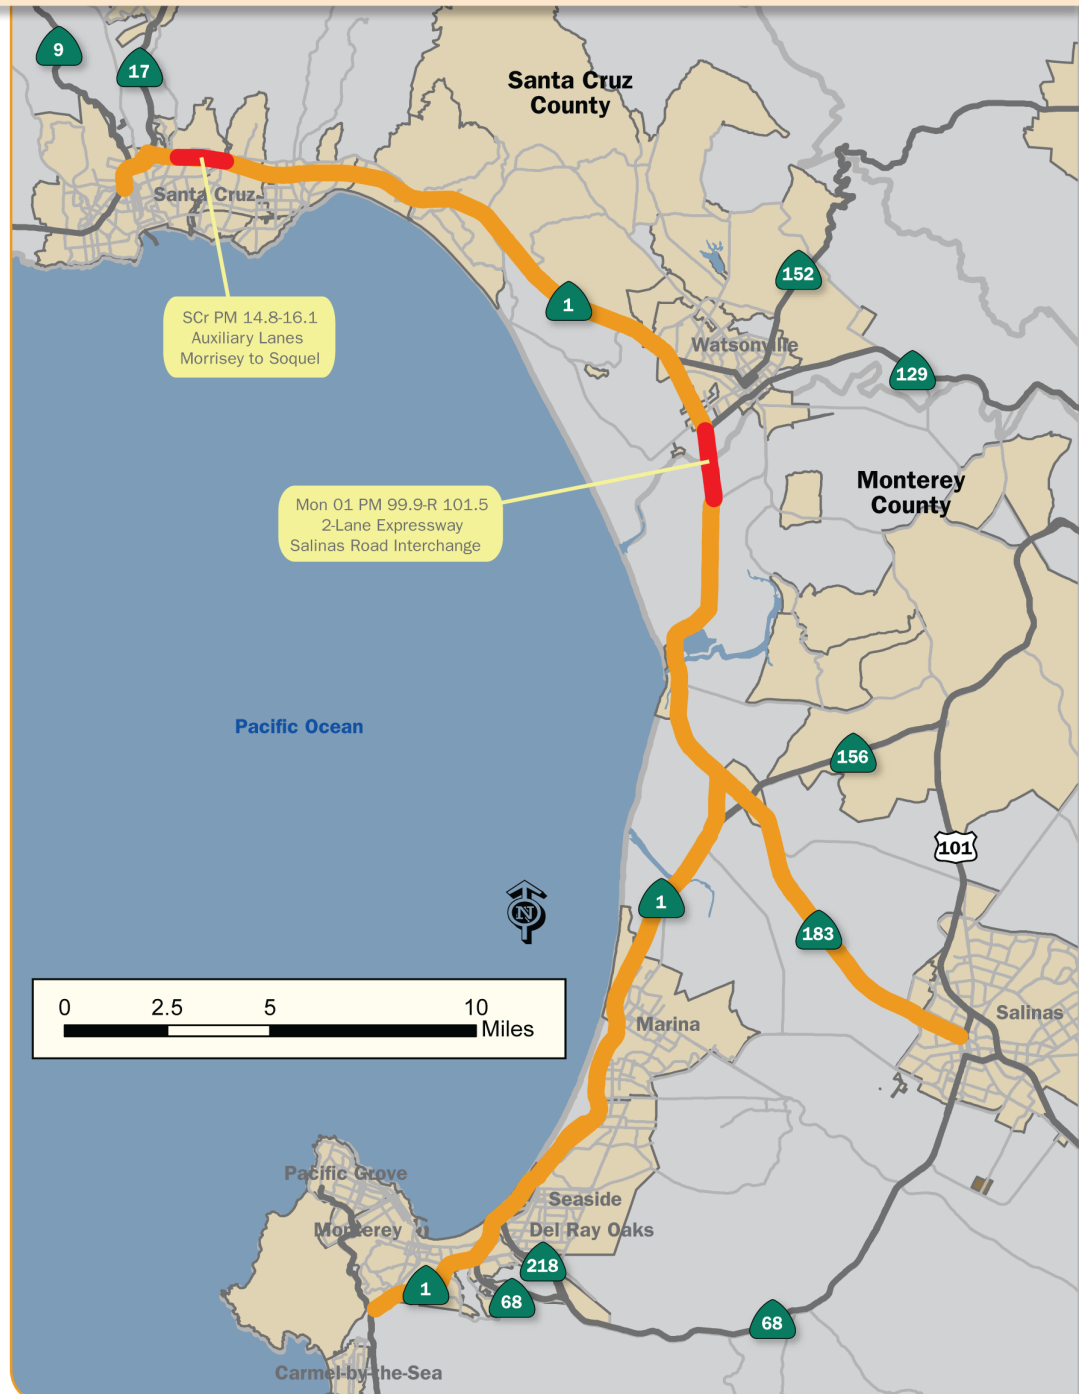 9
17
Santa Cruz
County
Santa Cruz
152
1
SCr PM 14.8-16.1
Auxiliary Lanes
Morrisey to Soquel
Watsonville
129
Monterey
County
Mon 01 PM 99.9-R 101.5
2-Lane Expressway
Salinas Road Interchange
Pacific Ocean
156
101
1
N
183
0 2.5 5 10
Miles
Salinas
Marina
Pacific Grove
Seaside
Monterey
Del Ray Oaks
218
1
68
68
Carmel-by-the-Sea